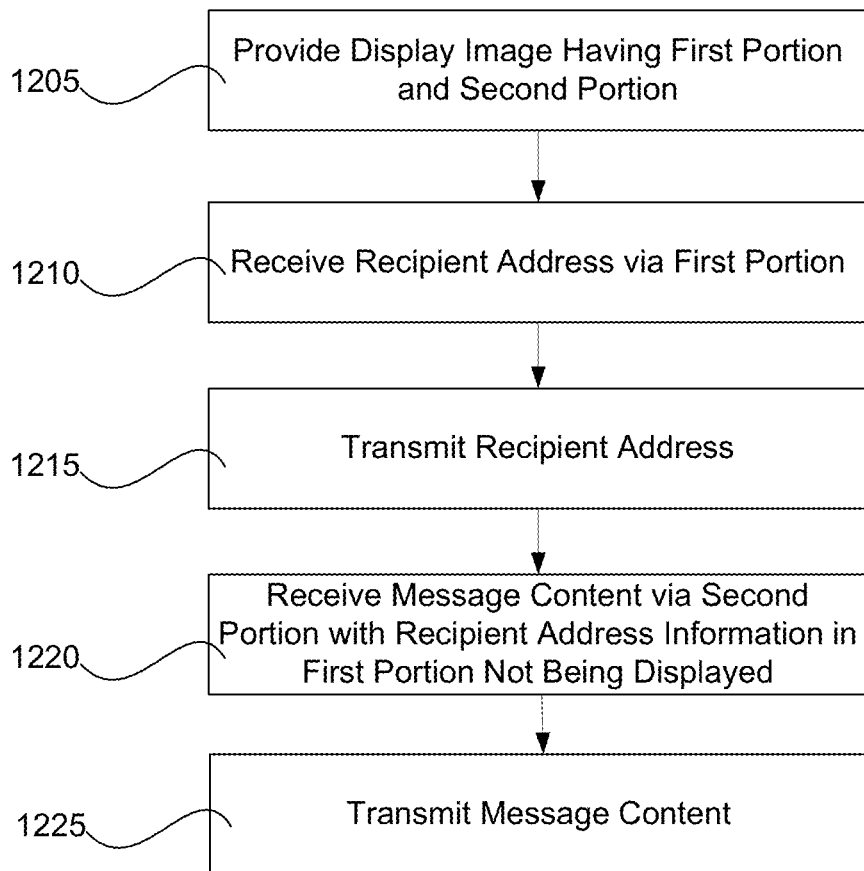 1205
Provide Display Image Having First Portion
and Second Portion
1210
Receive Recipient Address via First Portion
1215
Transmit Recipient Address
1220
Receive Message Content via Second
Portion with Recipient Address Information in
First Portion Not Being Displayed
1225
Transmit Message Content